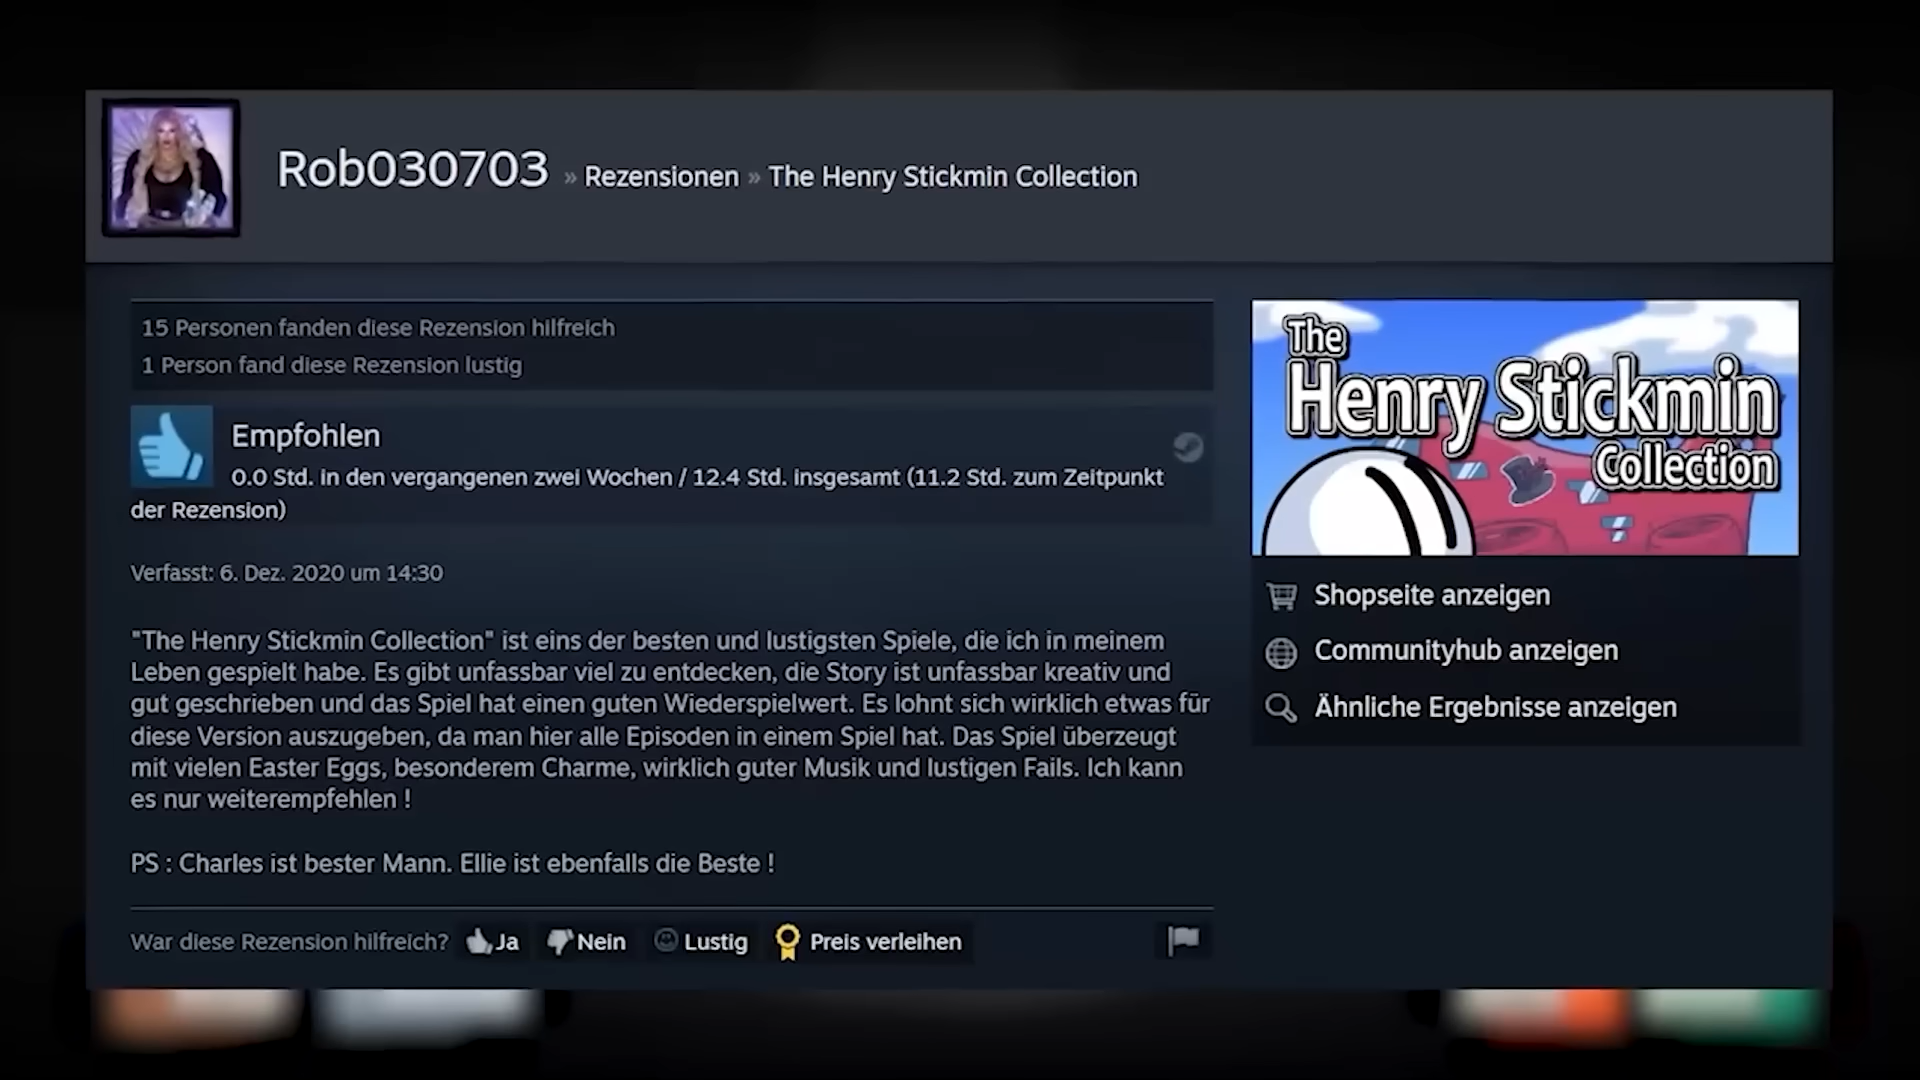 Rob030703 » Rezensionen » The Henry Stickmin Collection
15 Personen fanden diese Rezension hilfreich
1 Person fand diese Rezension lustig
Empfohlen
0.0 Std. in den vergangenen zwei Wochen / 12.4 Std. insgesamt (11.2 Std. zum Zeitpunkt
der Rezension)
Verfasst: 6. Dez. 2020 um 14:30
"The Henry Stickmin Collection" ist eins der besten und lustigsten Spiele, die ich in meinem
Leben gespielt habe. Es gibt unfassbar viel zu entdecken, die Story ist unfassbar kreativ und
gut geschrieben und das Spiel hat einen guten Wiederspielwert. Es lohnt sich wirklich etwas für
diese Version auszugeben, da man hier alle Episoden in einem Spiel hat. Das Spiel überzeugt
mit vielen Easter Eggs, besonderem Charme, wirklich guter Musik und lustigen Fails. Ich kann
es nur weiterempfehlen !
PS : Charles ist bester Mann. Ellie ist ebenfalls die Beste !
War diese Rezension hilfreich? Ja Nein Lustig Preis verleihen
The
Henry Stickmin
Collection
Shopseite anzeigen
Communityhub anzeigen
Ähnliche Ergebnisse anzeigen